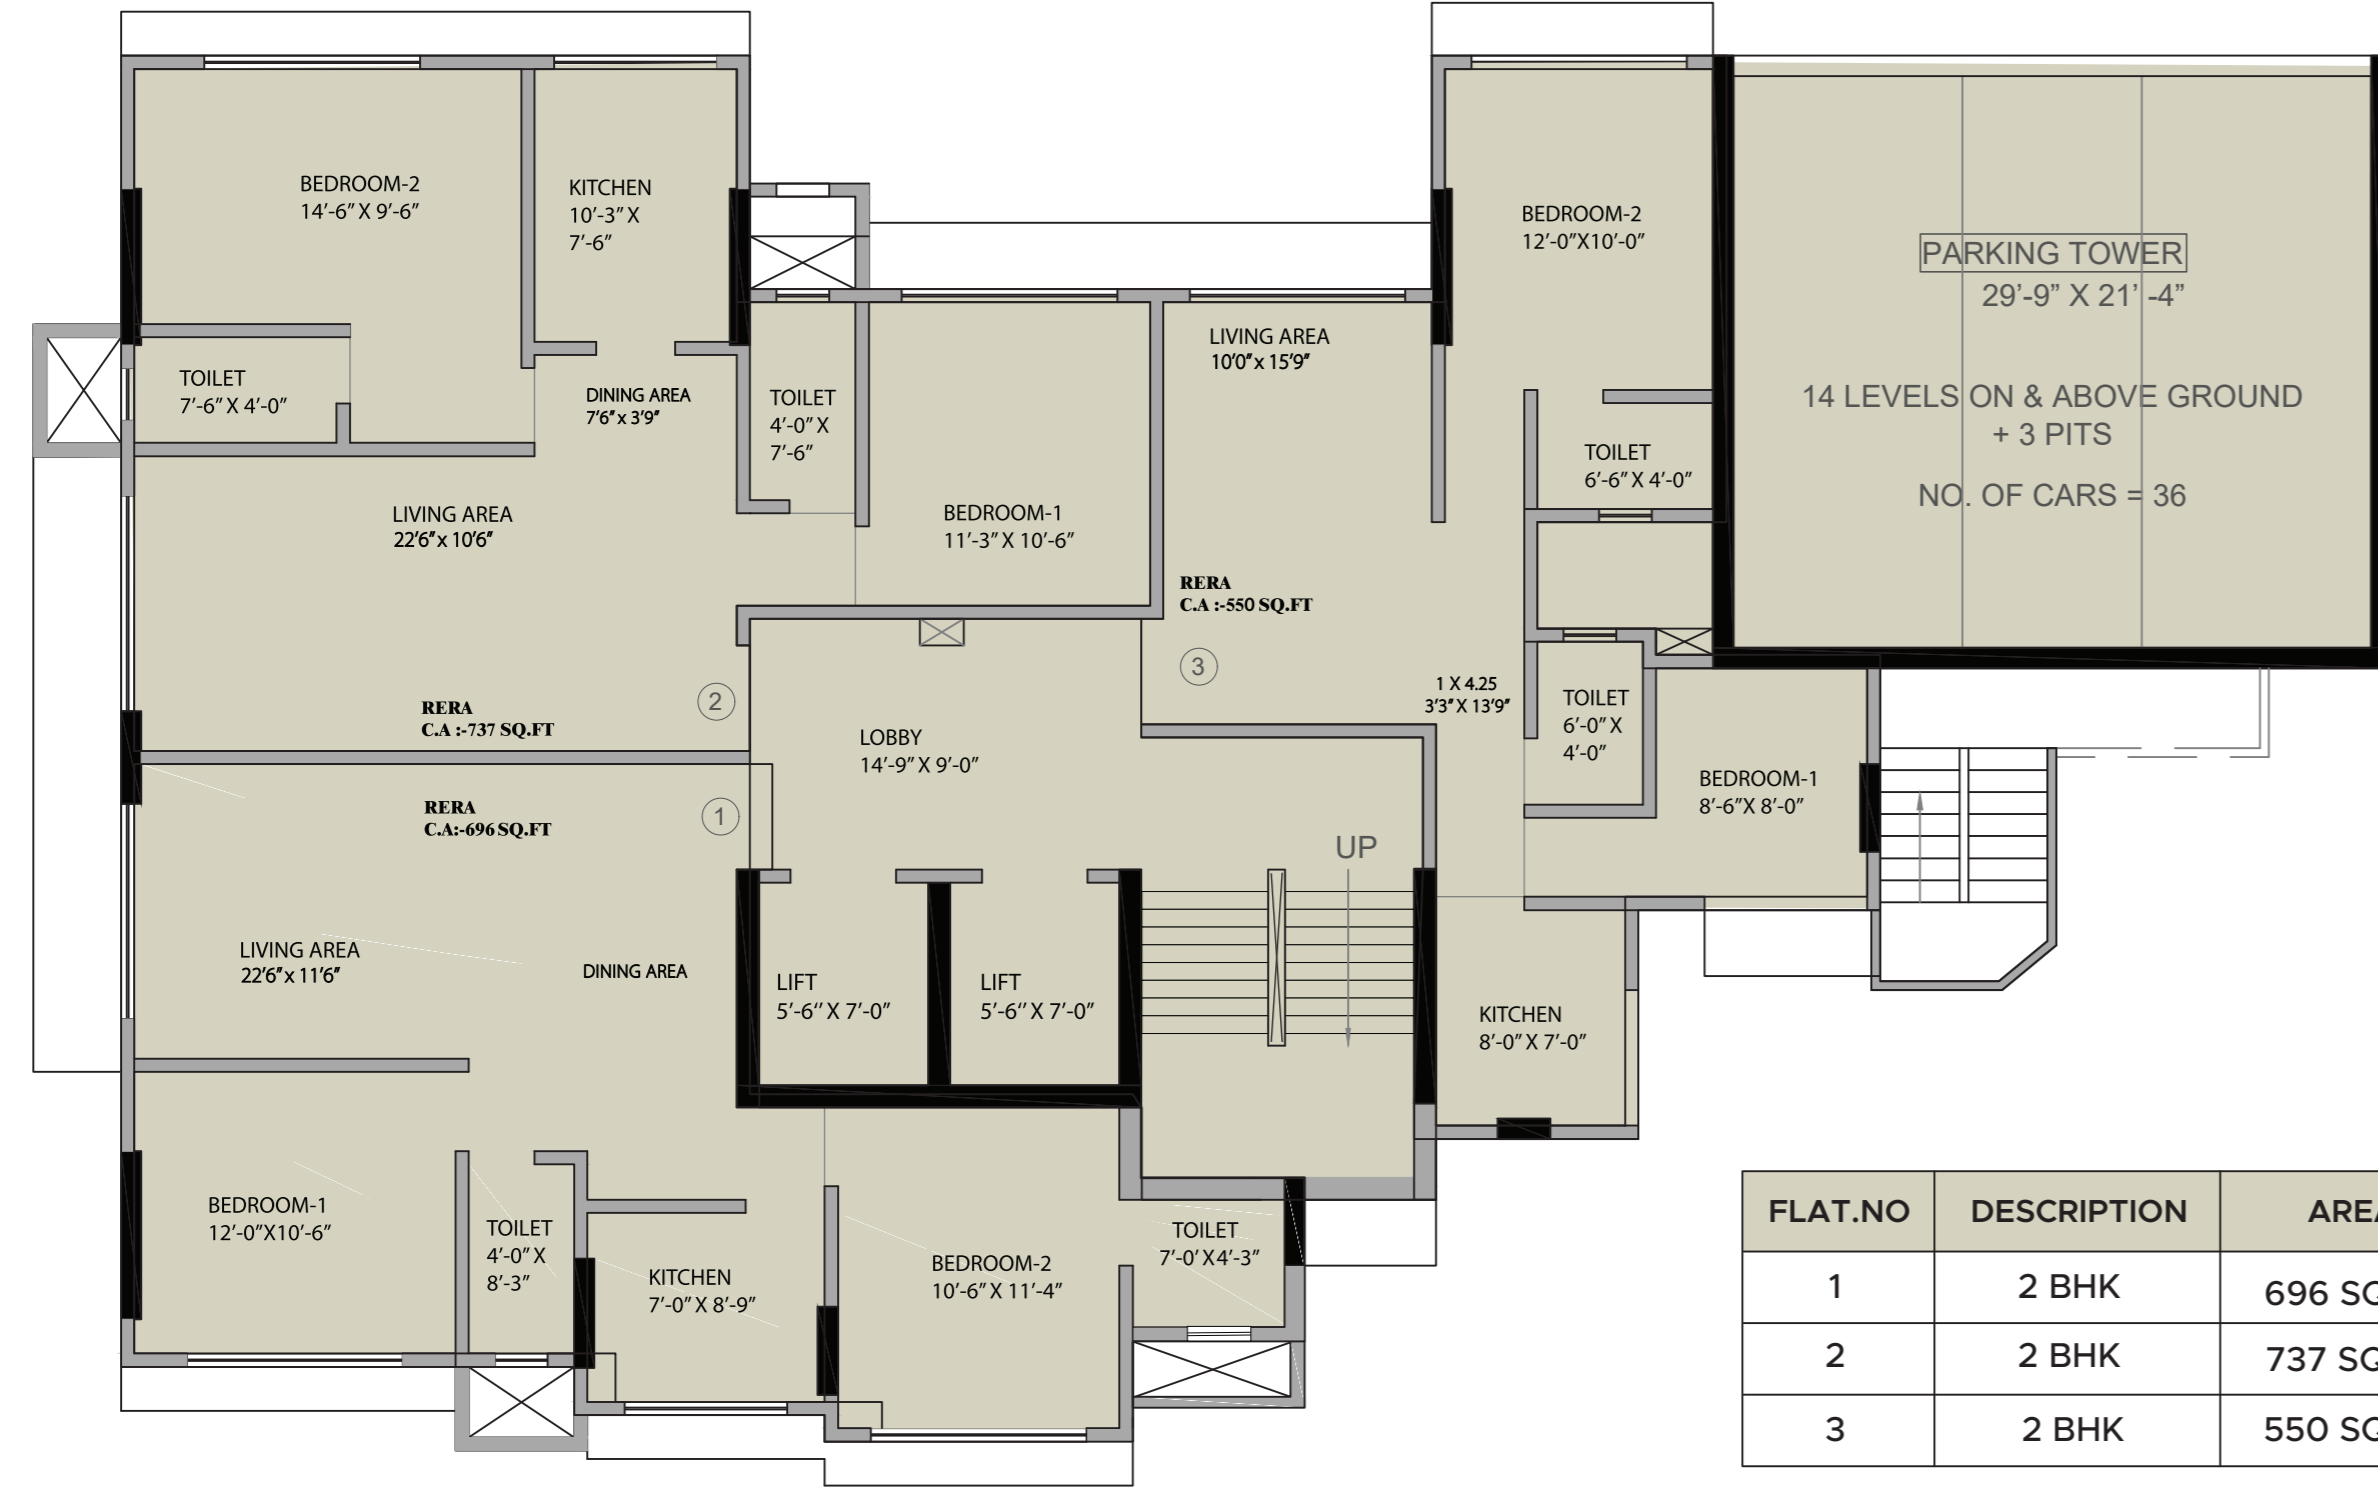 BEDROOM-2
14'-6" X 9'-6"
KITCHEN
10'-3" X
7'-6"
TOILET
7'-6" X 4'-0"
DINING AREA
7'6" x 3'9"
TOILET
4'-0" X
7'-6"
LIVING AREA
22'6" x 10'6"
BEDROOM-1
11'-3" X 10'-6"
RERA
C.A :-737 SQ.FT
2
LIVING AREA
10'0" x 15'9"
BEDROOM-2
12'-0"X10'-0"
TOILET
6'-6" X 4'-0"
RERA
C.A :-550 SQ.FT
3
1 X 4.25
3'3" X 13'9"
TOILET
6'-0" X
4'-0"
BEDROOM-1
8'-6"X 8'-0"
KITCHEN
8'-0" X 7'-0"
PARKING TOWER
29'-9" X 21' -4"
14 LEVELS ON & ABOVE GROUND
+ 3 PITS
NO. OF CARS = 36
LOBBY
14'-9" X 9'-0"
UP
LIFT
5'-6'' X 7'-0"
LIFT
5'-6'' X 7'-0"
RERA
C.A:-696 SQ.FT
1
LIVING AREA
22'6" x 11'6"
DINING AREA
BEDROOM-1
12'-0"X10'-6"
TOILET
4'-0" X
8'-3"
KITCHEN
7'-0" X 8'-9"
BEDROOM-2
10'-6" X 11'-4"
TOILET
7'-0' X 4'-3"
FLAT.NO DESCRIPTION
1 2 BHK 696
2 2 BHK 737
3 2 BHK 550